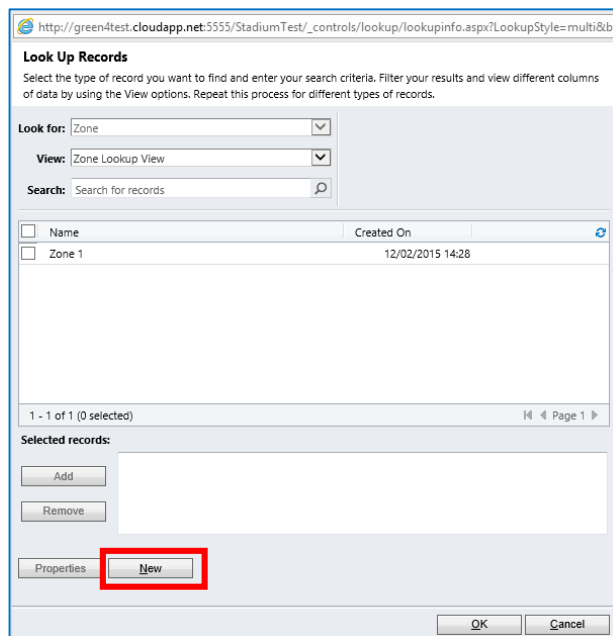 http://green4test.cloudapp.net:5555/StadiumTest/_controls/lookup/lookupinfo.aspx?LookupStyle=multi&b
Look Up Records
Select the type of record you want to find and enter your search criteria. Filter your results and view different columns
of data by using the View options. Repeat this process for different types of records.
Look for: Zone
View: Zone Lookup View
Search: Search for records
Name Created On
Zone 1 12/02/2015 14:28
1 - 1 of 1 (0 selected) Page 1
Selected records:
Add
Remove
Properties New
OK Cancel